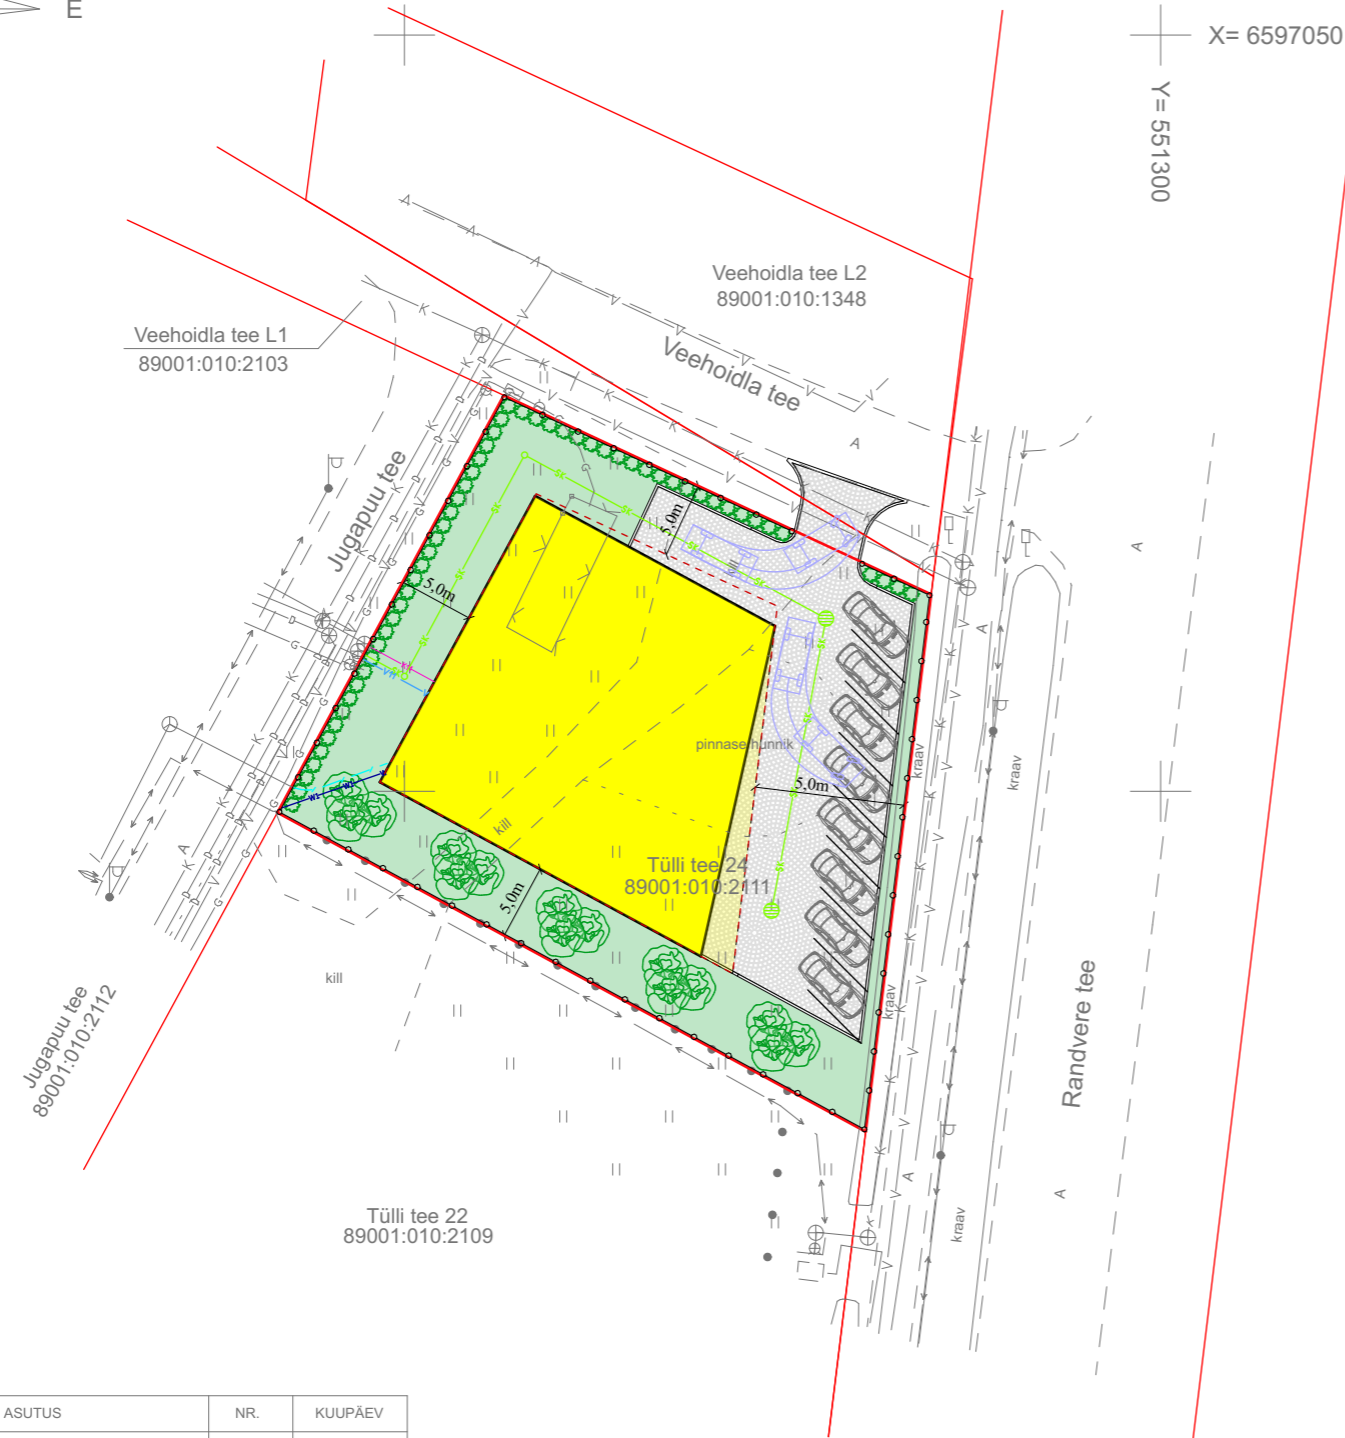 E
X= 6597050
Y= 551300
Veehoidla tee L2
89001:010:1348
Veehoidla tee L1
89001:010:2103
Veehoidla tee
Jugapuu tee
5,0m
5,0m
pinnasehunnik
5,0m
kraav
kraav
kill
Tülli tee 24
89001:010:2111
5,0m
kill
kraav
Randvere tee
Jugapuu tee
89001:010:2112
Tülli tee 22
89001:010:2109
kraav
ASUTUS NR. KUUPÄEV